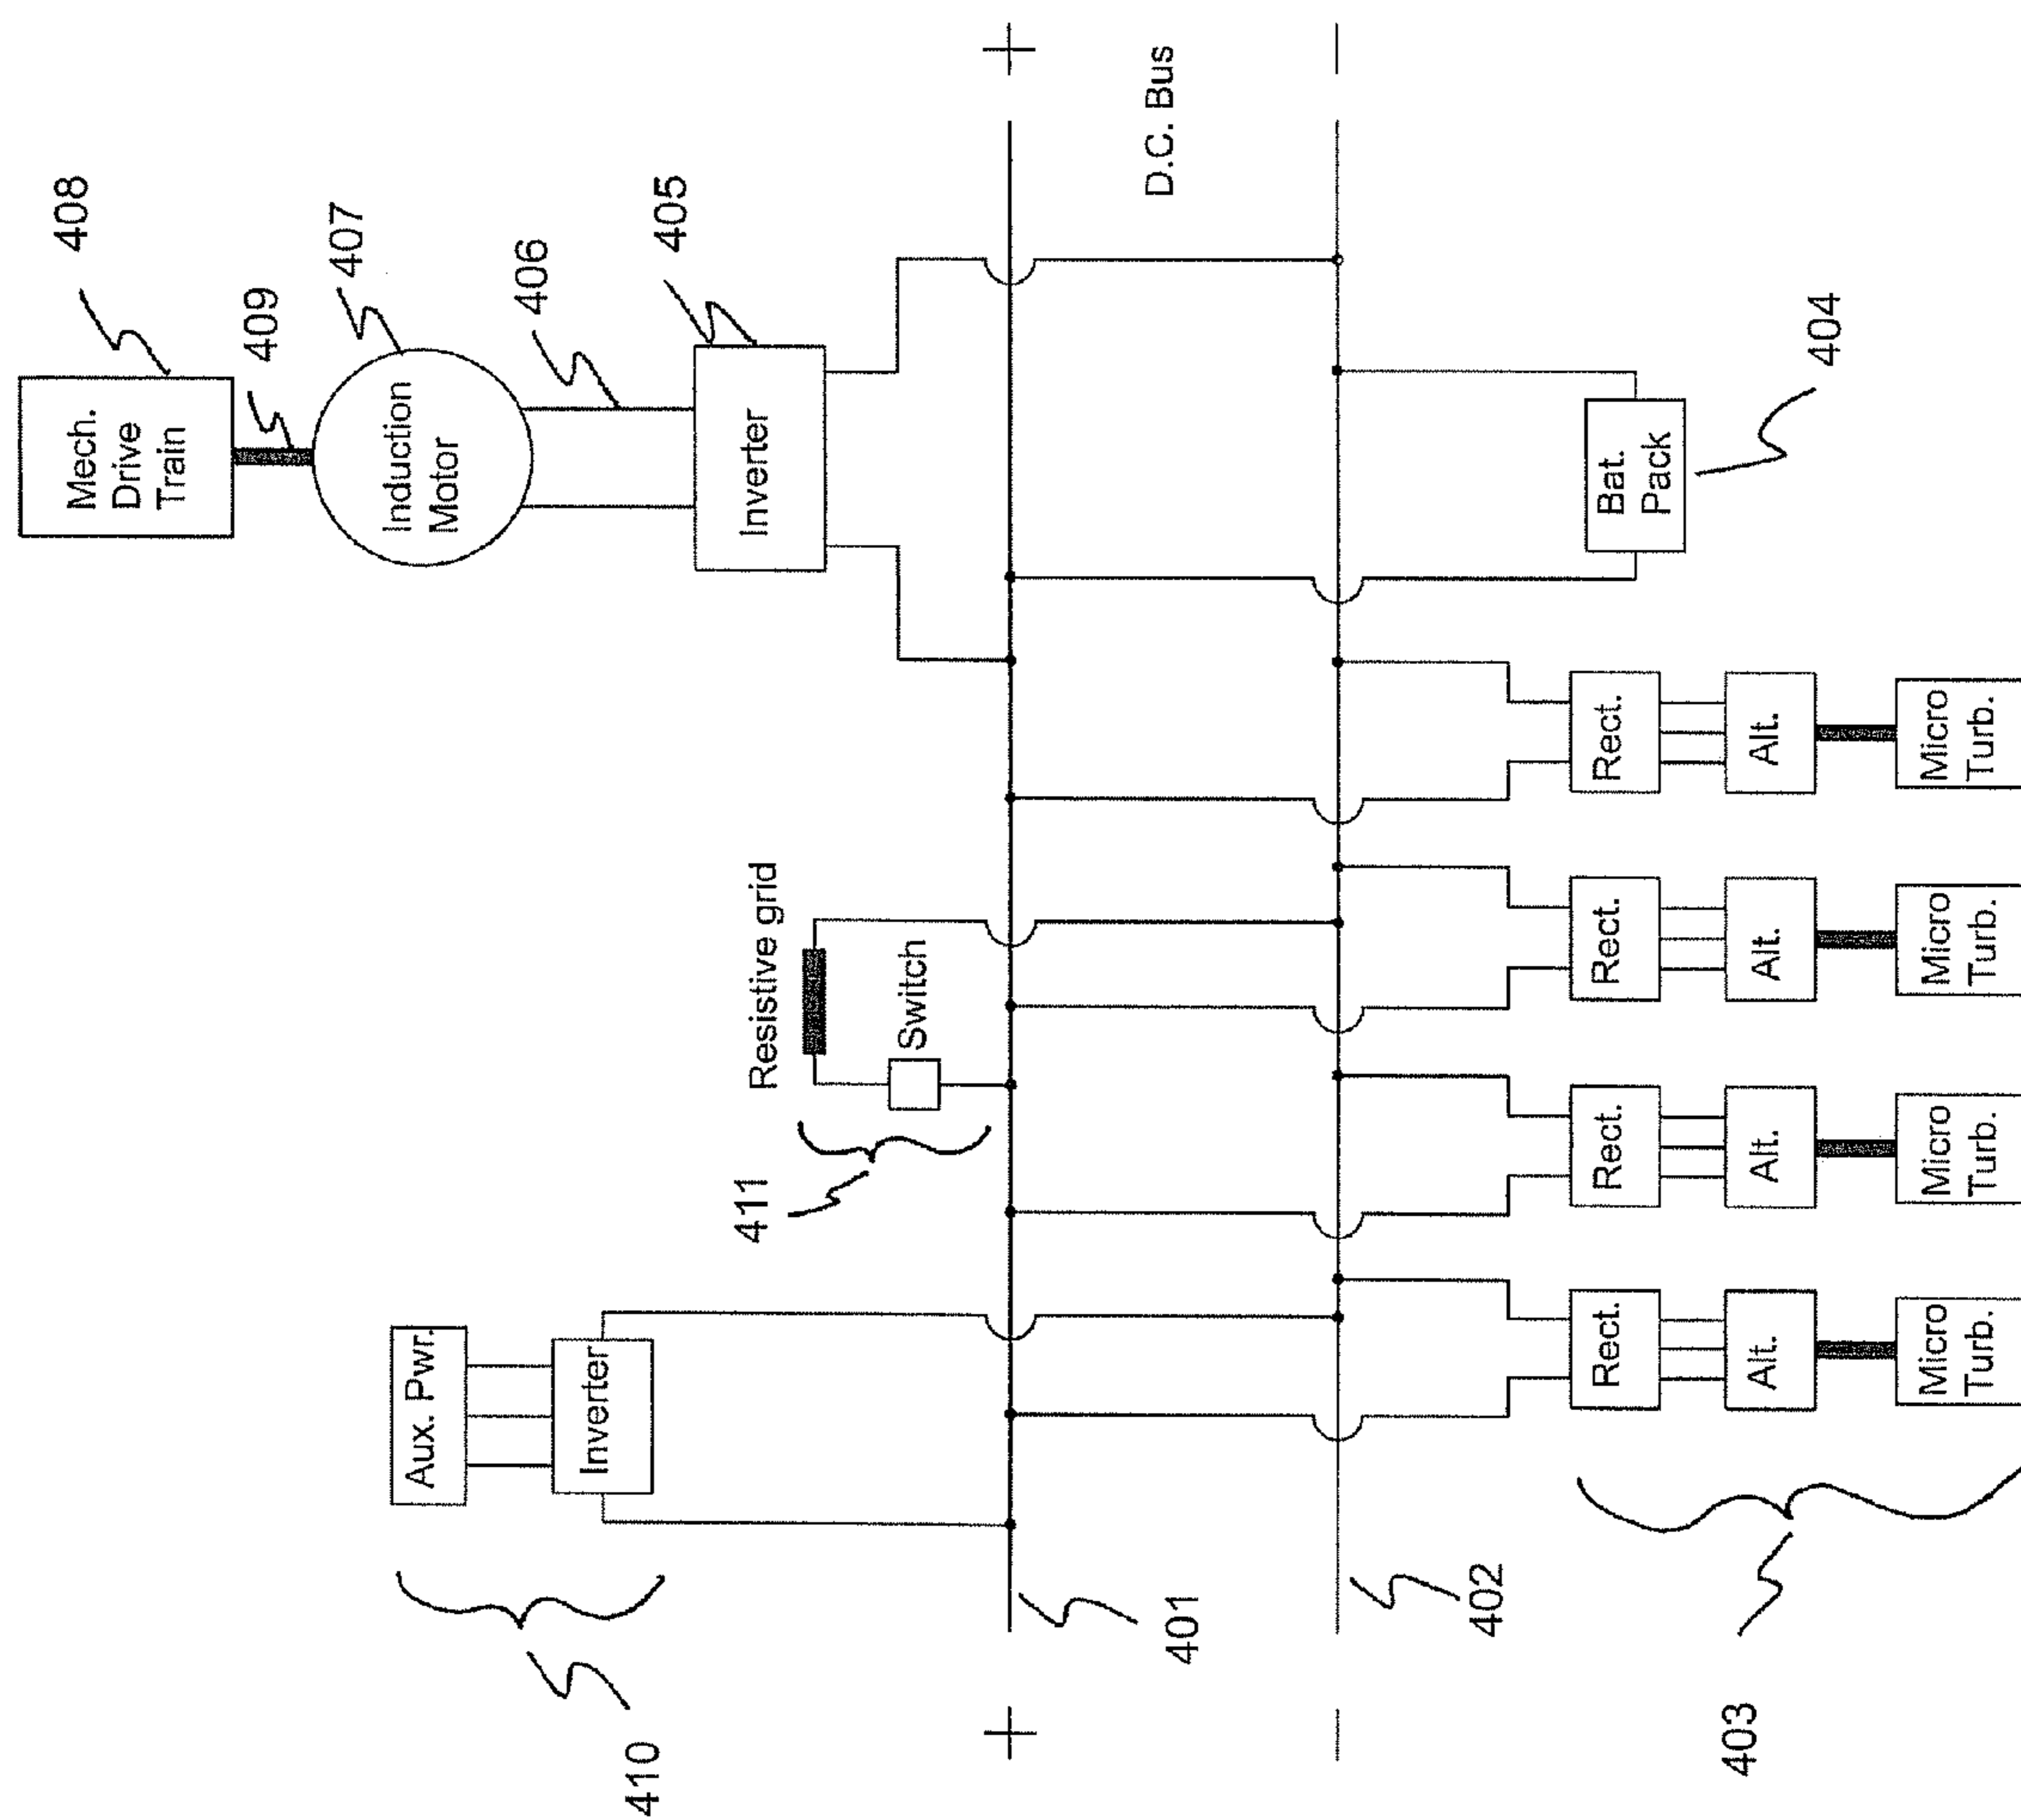 408
Mech.
Drive
Train
409
407
Induction
Motor
406
405
Inverter
Aux. Pwr.
Inverter
410
Resistive grid
Switch
411
+
+
D.C. Bus
401
−
−
402
Rect.
Rect.
Rect.
Rect.
Alt.
Alt.
Alt.
Alt.
Micro
Turb.
Micro
Turb.
Micro
Turb.
Micro
Turb.
Bat.
Pack
404
403